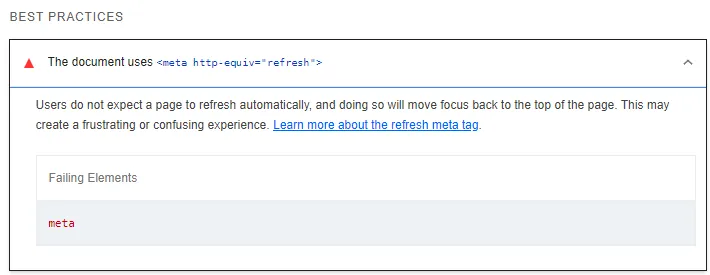 BEST PRACTICES
The document uses <meta http-equiv="refresh">
Users do not expect a page to refresh automatically, and doing so will move focus back to the top of the page. This may
create a frustrating or confusing experience. Learn more about the refresh meta tag.
Failing Elements
meta